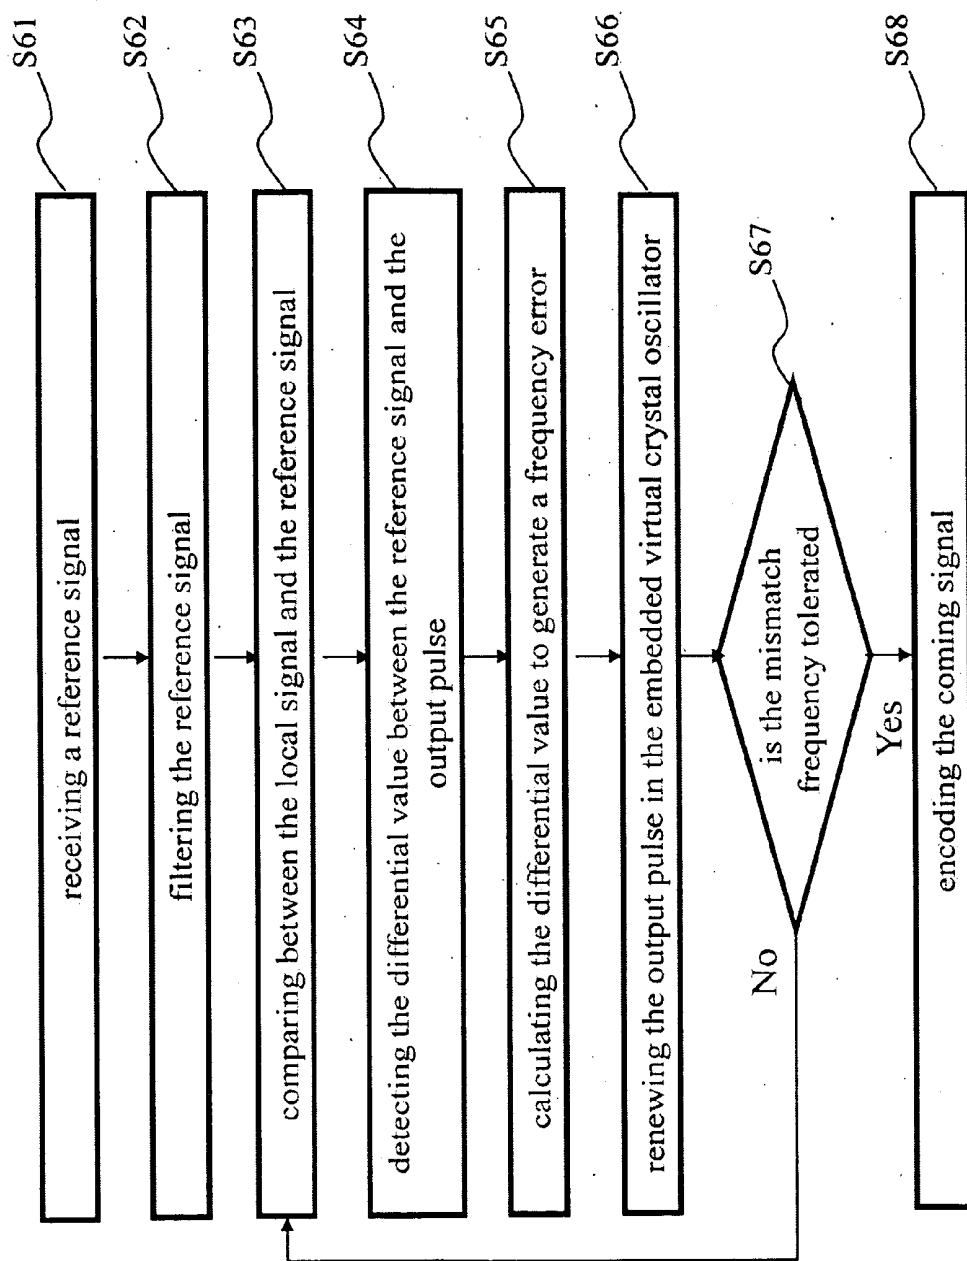 S61
receiving a reference signal
S62
filtering the reference signal
S63
comparing between the local signal and the reference signal
S64
detecting the differential value between the reference signal and the
output pulse
S65
calculating the differential value to generate a frequency error
S66
renewing the output pulse in the embedded virtual crystal oscillator
S67
is the mismatch
frequency tolerated
No
Yes
S68
encoding the coming signal